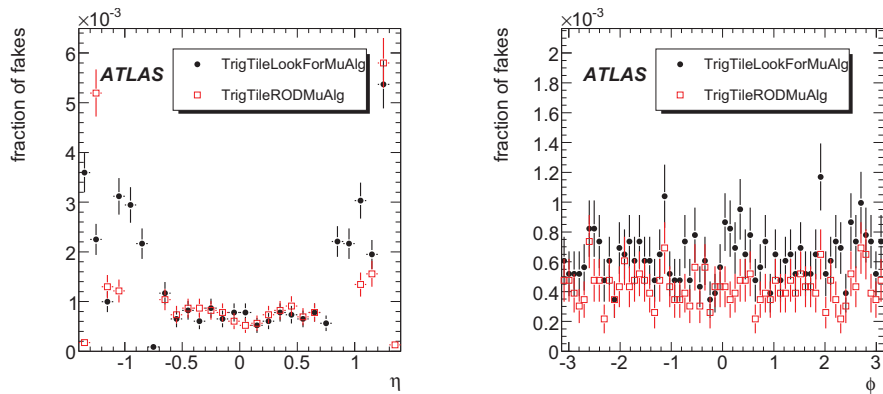 ×10⁻³
fraction of fakes
6
5
4
3
2
1
0
ATLAS
TrigTileLookForMuAlg
TrigTileRODMuAlg
-1 -0.5 0 0.5 1
η
×10⁻³
fraction of fakes
2
1.8
1.6
1.4
1.2
1
0.8
0.6
0.4
0.2
0
ATLAS
TrigTileLookForMuAlg
TrigTileRODMuAlg
-3 -2 -1 0 1 2 3
ϕ